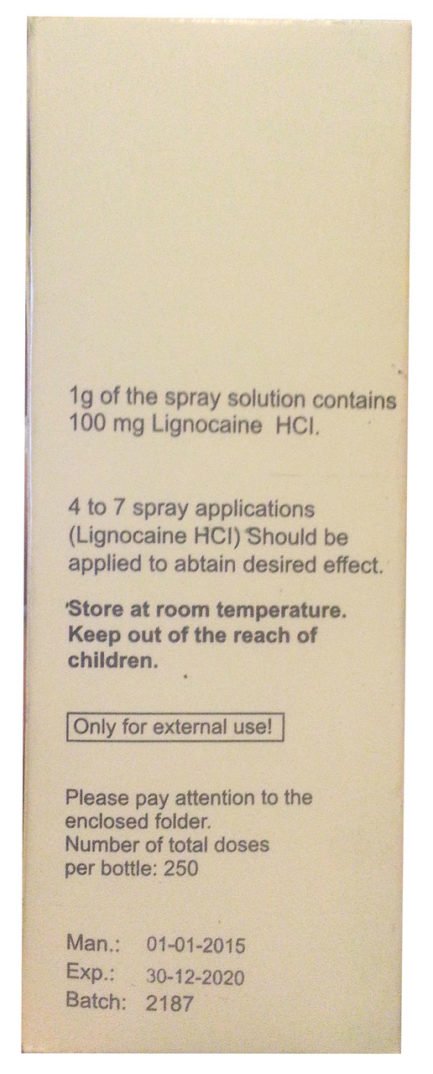 1g of the spray solution contains
100 mg Lignocaine HCl.
4 to 7 spray applications
(Lignocaine HCl) Should be
applied to abtain desired effect.
Store at room temperature.
Keep out of the reach of
children.
Only for external use!
Please pay attention to the
enclosed folder.
Number of total doses
per bottle: 250
Man.: 01-01-2015
Exp.: 30-12-2020
Batch: 2187